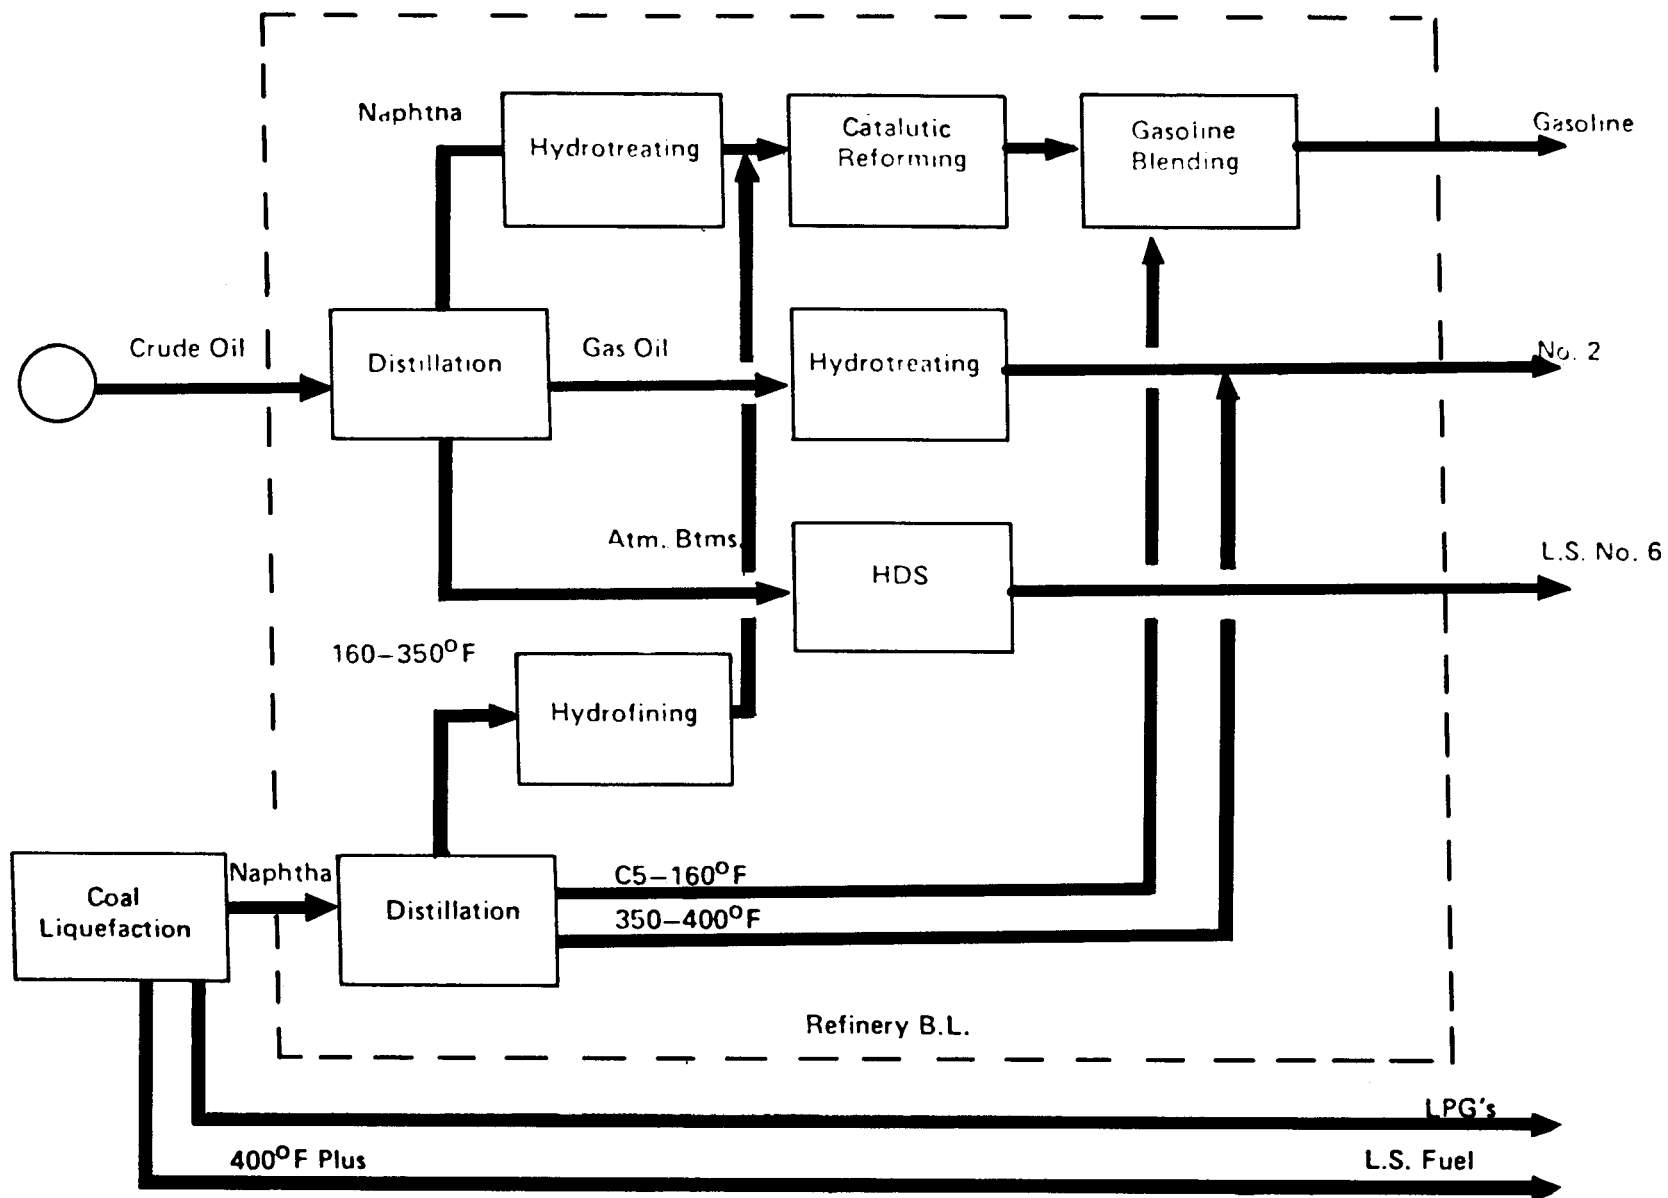 Naphtha
Hydrotreating
Catalutic
Reforming
Gasoline
Blending
Gasoline
Crude Oil
Distillation
Gas Oil
Hydrotreating
No. 2
Atm. Btms.
HDS
L.S. No. 6
160–350°F
Hydrofining
Coal
Liquefaction
Naphtha
Distillation
C5–160°F
350–400°F
Refinery B.L.
LPG's
400°F Plus
L.S. Fuel